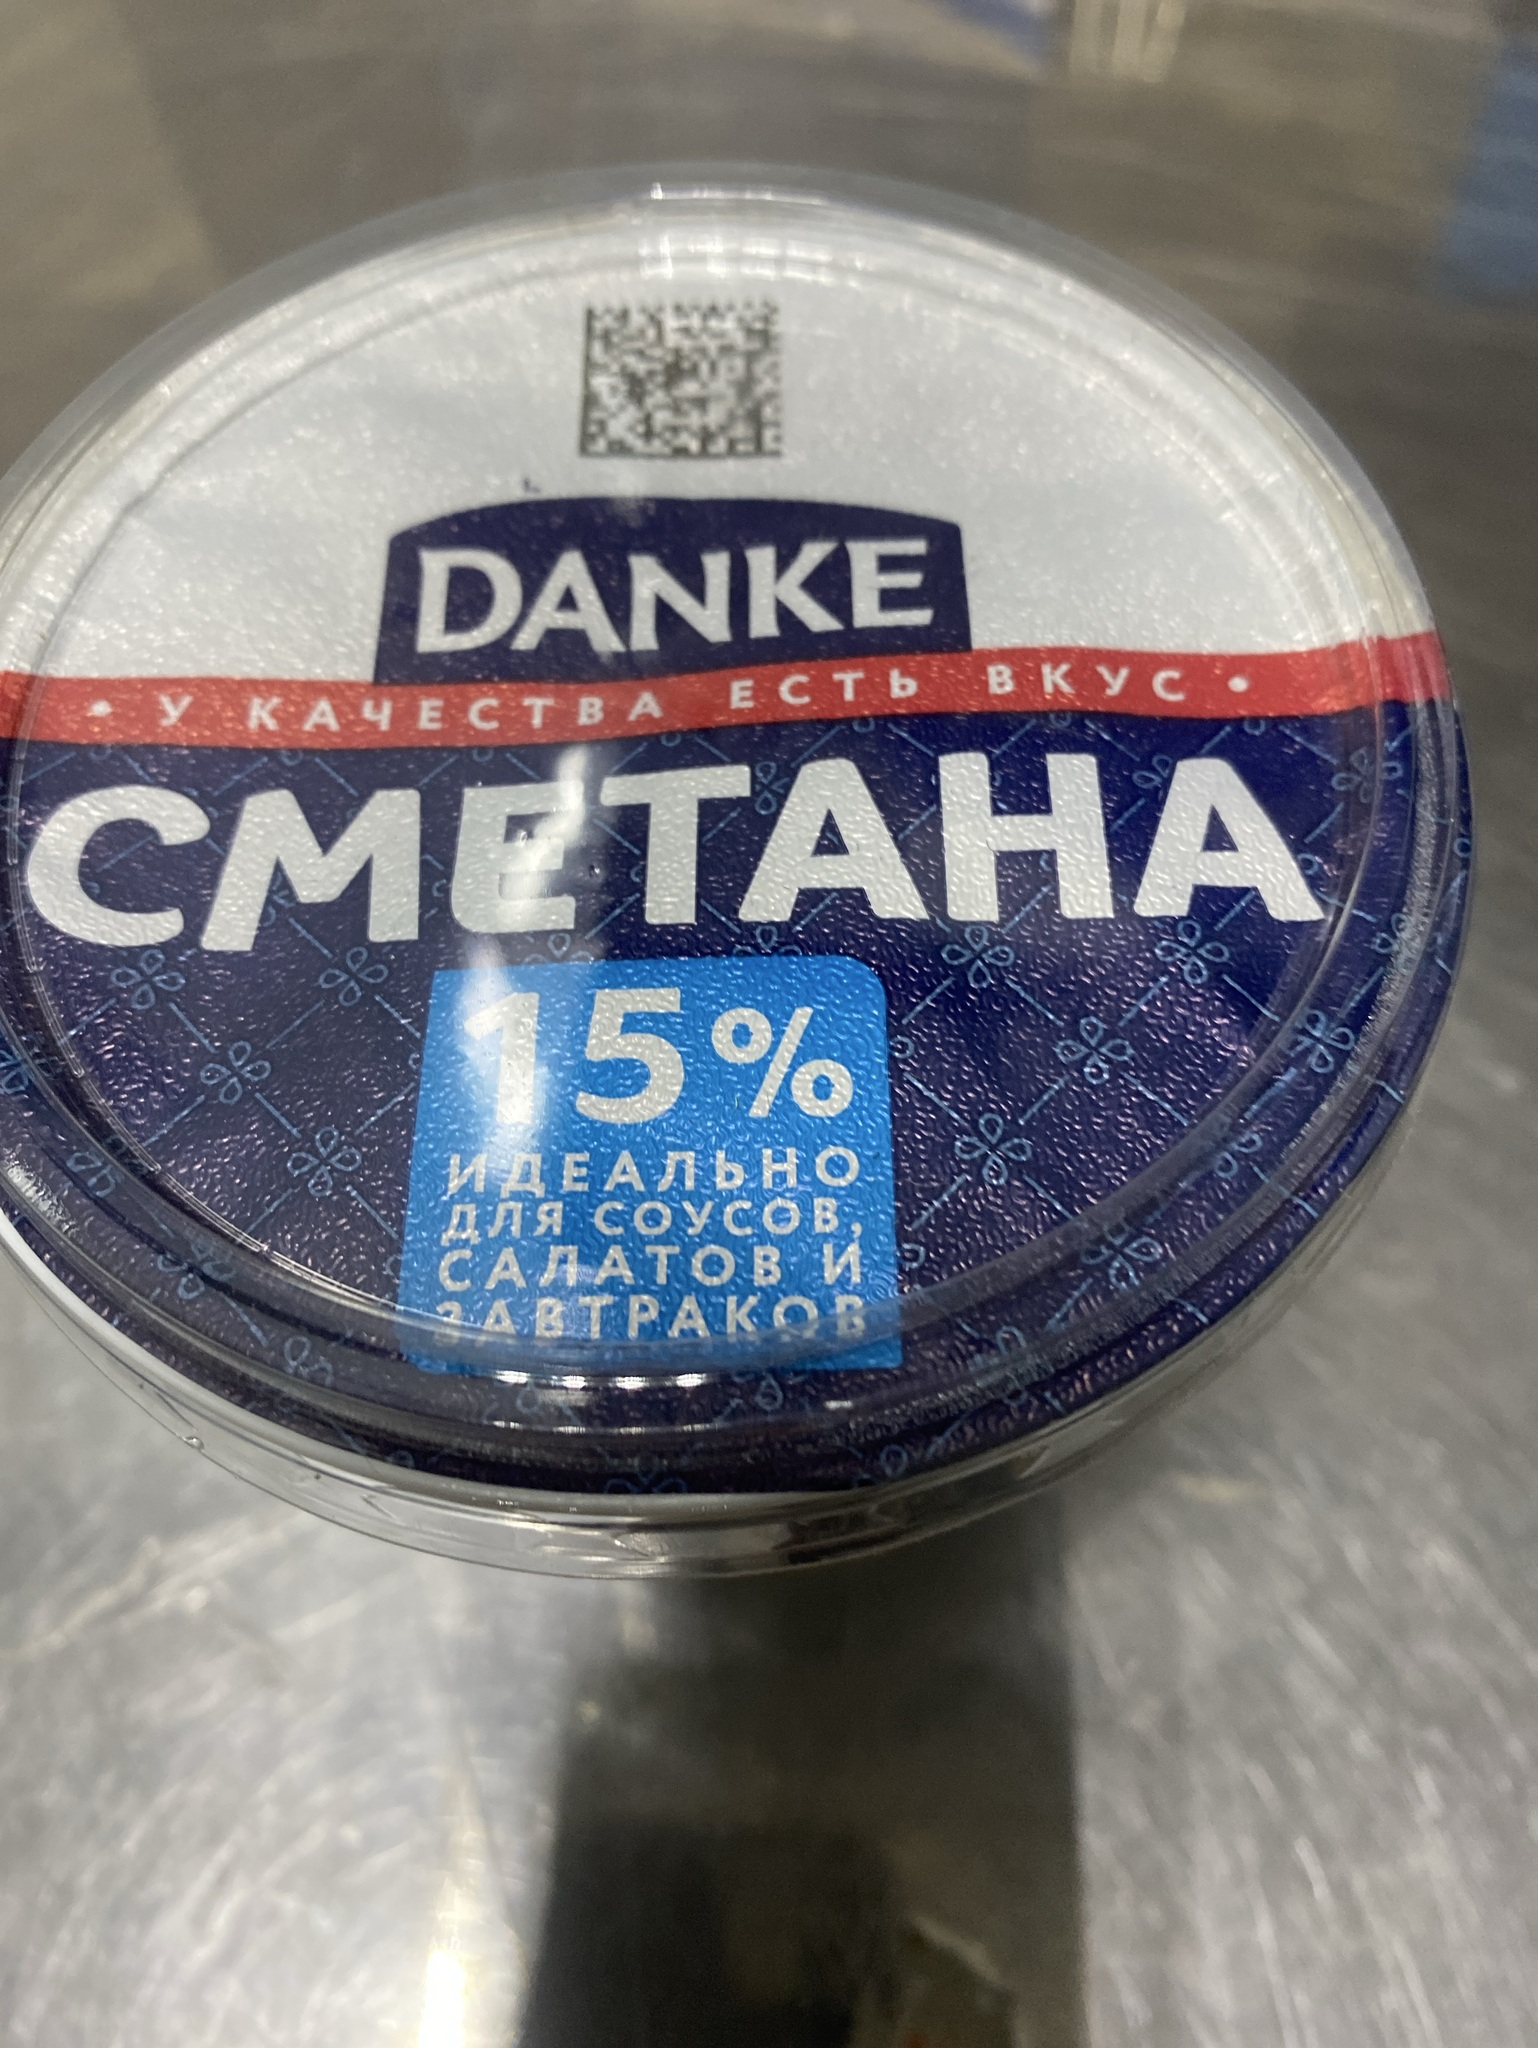 DANKE
• У КАЧЕСТВА ЕСТЬ ВКУС •
СМЕТАНА
15%
ИДЕАЛЬНО
ДЛЯ СОУСОВ,
САЛАТОВ И
ЗАВТРАКОВ